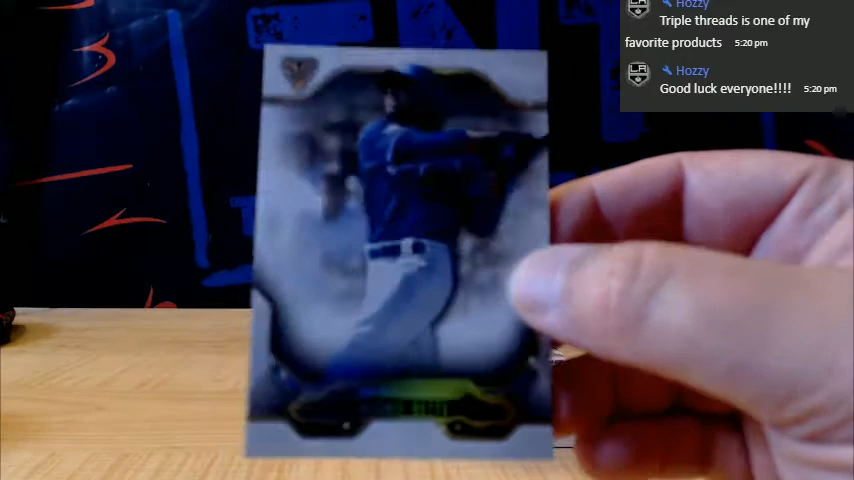 Hozzy
Triple threads is one of my
favorite products 5:20 pm
Hozzy
Good luck everyone!!!! 5:20 pm